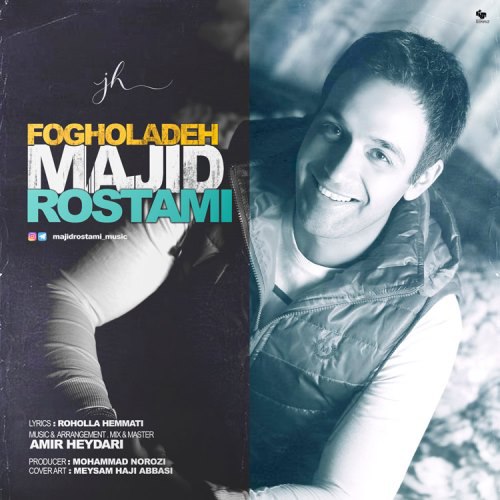 jh
FOGHOLADEH
MAJID
ROSTAMI
majidrostami_music
LYRICS : ROHOLLA HEMMATI
MUSIC & ARRANGEMENT . MIX & MASTER
AMIR HEYDARI
PRODUCER : MOHAMMAD NOROZI
COVER ART : MEYSAM HAJI ABBASI